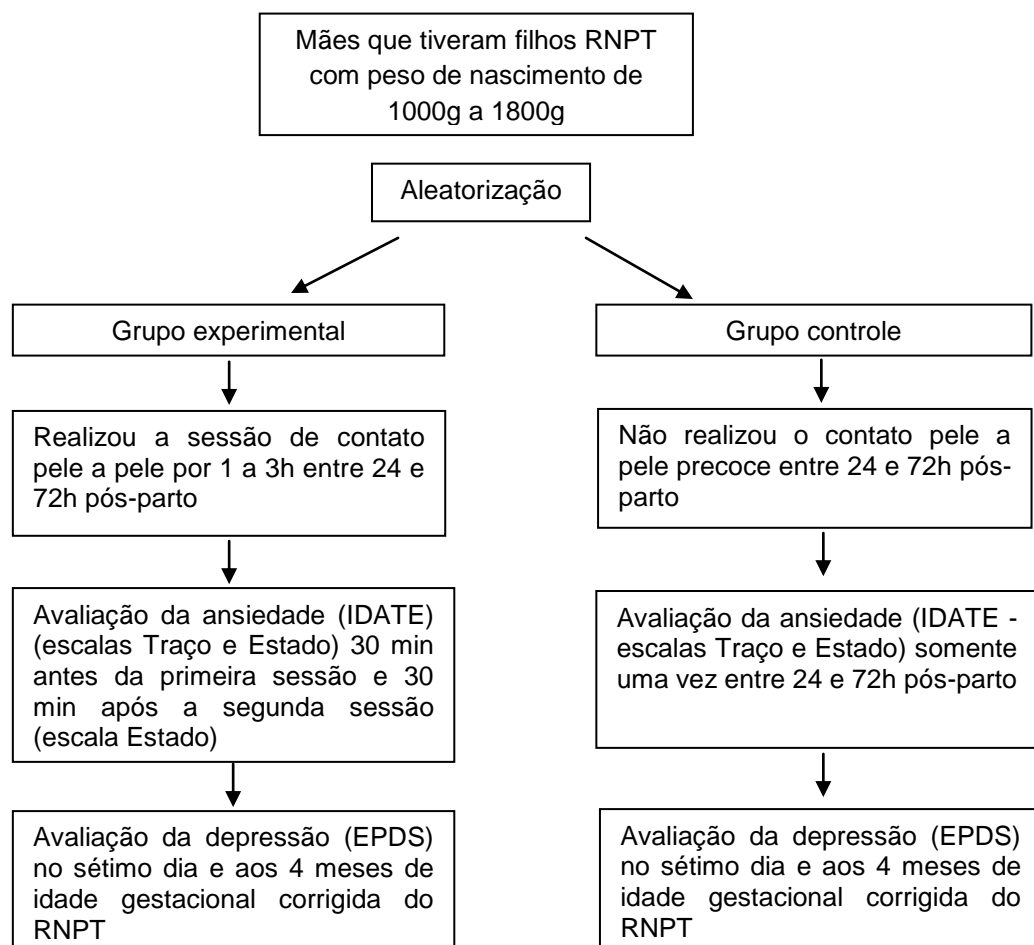 Mães que tiveram filhos RNPT
com peso de nascimento de
1000g a 1800g
Aleatorização
Grupo experimental
Grupo controle
Realizou a sessão de contato
pele a pele por 1 a 3h entre 24 e
72h pós-parto
Não realizou o contato pele a
pele precoce entre 24 e 72h pós-
parto
Avaliação da ansiedade (IDATE)
(escalas Traço e Estado) 30 min
antes da primeira sessão e 30
min após a segunda sessão
(escala Estado)
Avaliação da ansiedade (IDATE -
escalas Traço e Estado) somente
uma vez entre 24 e 72h pós-parto
Avaliação da depressão (EPDS)
no sétimo dia e aos 4 meses de
idade gestacional corrigida do
RNPT
Avaliação da depressão (EPDS)
no sétimo dia e aos 4 meses de
idade gestacional corrigida do
RNPT